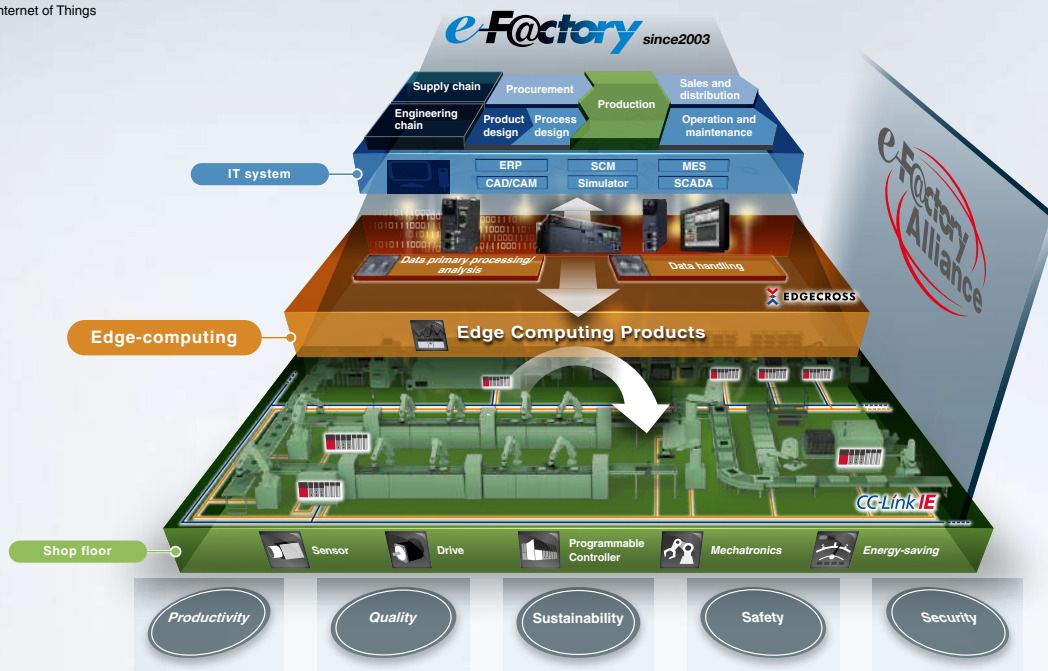 nternet of Things
e-F@ctory since2003
Supply chain
Procurement
Production
Sales and
distribution
Engineering
chain
Product
design
Process
design
Operation and
maintenance
IT system
ERP
SCM
MES
CAD/CAM
Simulator
SCADA
Data primary processing/
analysis
Data handling
EDGECROSS
Edge-computing
Edge Computing Products
e-F@ctory
Alliance
CC-Link IE
Shop floor
Sensor
Drive
Programmable
Controller
Mechatronics
Energy-saving
Productivity
Quality
Sustainability
Safety
Security